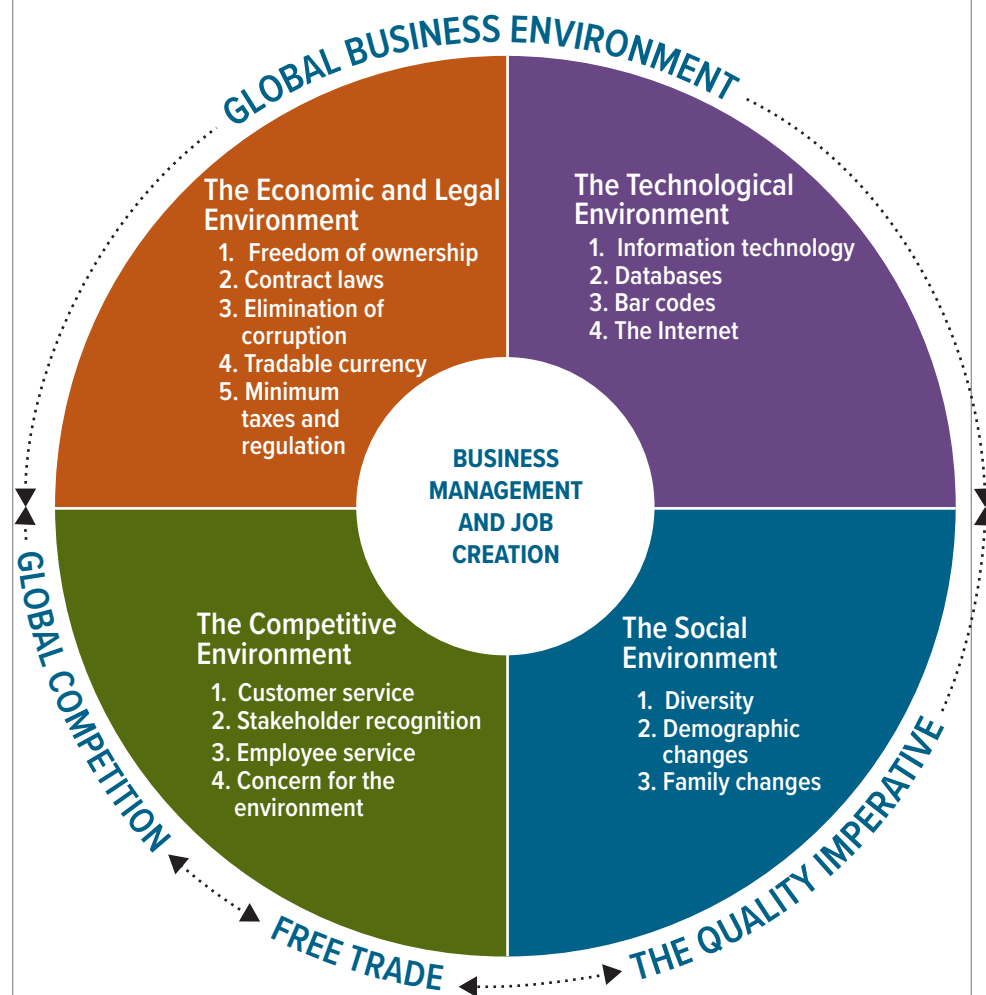 GLOBAL BUSINESS ENVIRONMENT
The Economic and Legal
Environment
1. Freedom of ownership
2. Contract laws
3. Elimination of
corruption
4. Tradable currency
5. Minimum
taxes and
regulation
The Technological
Environment
1. Information technology
2. Databases
3. Bar codes
4. The Internet
BUSINESS
MANAGEMENT
AND JOB
CREATION
The Competitive
Environment
1. Customer service
2. Stakeholder recognition
3. Employee service
4. Concern for the
environment
The Social
Environment
1. Diversity
2. Demographic
changes
3. Family changes
GLOBAL COMPETITION
FREE TRADE
THE QUALITY IMPERATIVE